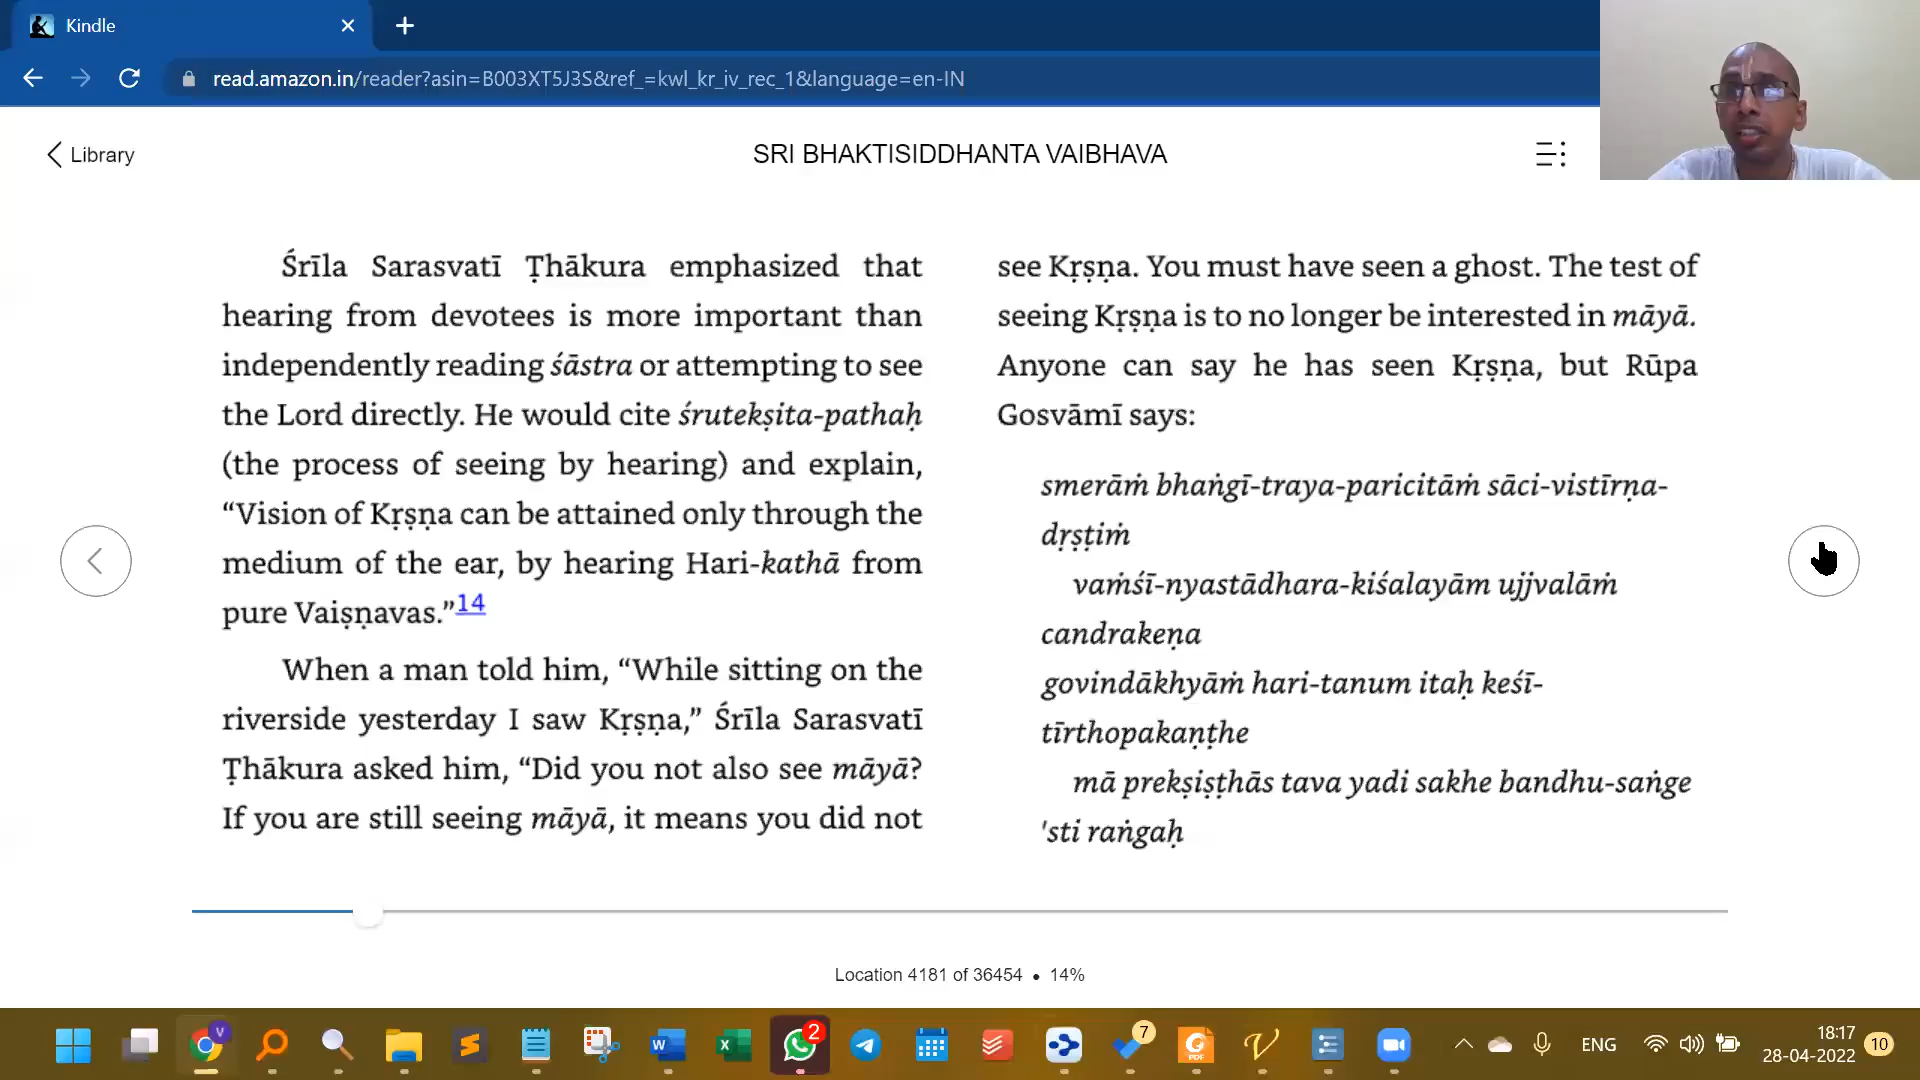 Kindle
read.amazon.in/reader?asin=B003XT5J3S&ref_=kwl_kr_iv_rec_1&language=en-IN
Library
SRI BHAKTISIDDHANTA VAIBHAVA
Śrīla Sarasvatī Ṭhākura emphasized that
hearing from devotees is more important than
independently reading śāstra or attempting to see
the Lord directly. He would cite śrutekṣita-pathaḥ
(the process of seeing by hearing) and explain,
“Vision of Kṛṣṇa can be attained only through the
medium of the ear, by hearing Hari-kathā from
pure Vaiṣṇavas.”14
When a man told him, “While sitting on the
riverside yesterday I saw Kṛṣṇa,” Śrīla Sarasvatī
Ṭhākura asked him, “Did you not also see māyā?
If you are still seeing māyā, it means you did not
see Kṛṣṇa. You must have seen a ghost. The test of
seeing Kṛṣṇa is to no longer be interested in māyā.
Anyone can say he has seen Kṛṣṇa, but Rūpa
Gosvāmī says:
smerāṁ bhaṅgī-traya-paricitāṁ sāci-vistīrṇa-
dṛṣṭiṁ
vaṁśī-nyastādhara-kiśalayām ujjvalāṁ
candrakeṇa
govindākhyāṁ hari-tanum itaḥ keśī-
tīrthopakaṇṭhe
mā prekṣiṣṭhās tava yadi sakhe bandhu-saṅge
'sti raṅgaḥ
Location 4181 of 36454 • 14%
V
2
7
PDF
ENG
18:17
28-04-2022
10